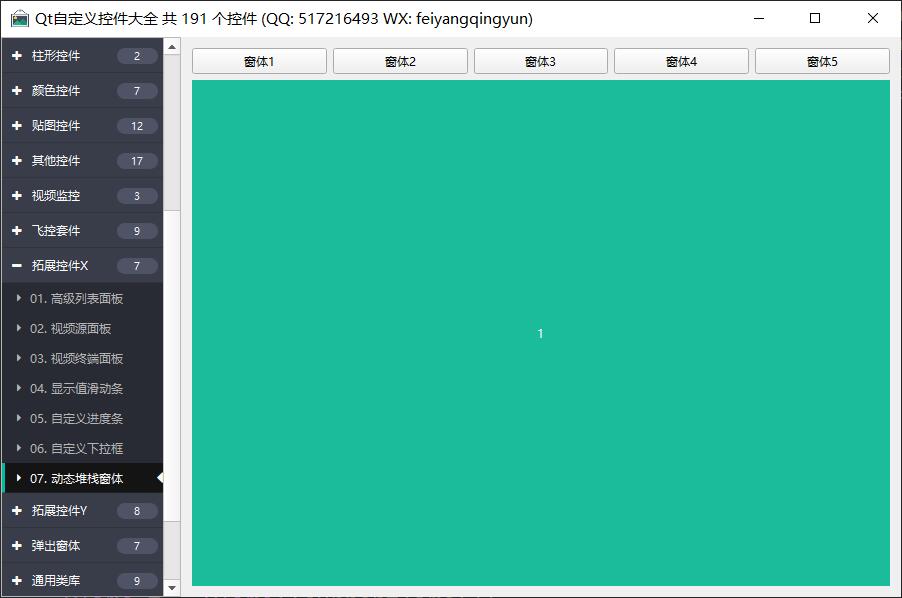 Qt自定义控件大全 共 191 个控件 (QQ: 517216493 WX: feiyangqingyun)
柱形控件 2
颜色控件 7
贴图控件 12
其他控件 17
视频监控 3
飞控套件 9
拓展控件X 7
01. 高级列表面板
02. 视频源面板
03. 视频终端面板
04. 显示值滑动条
05. 自定义进度条
06. 自定义下拉框
07. 动态堆栈窗体
拓展控件Y 8
弹出窗体 7
通用类库 9
窗体1 窗体2 窗体3 窗体4 窗体5
1